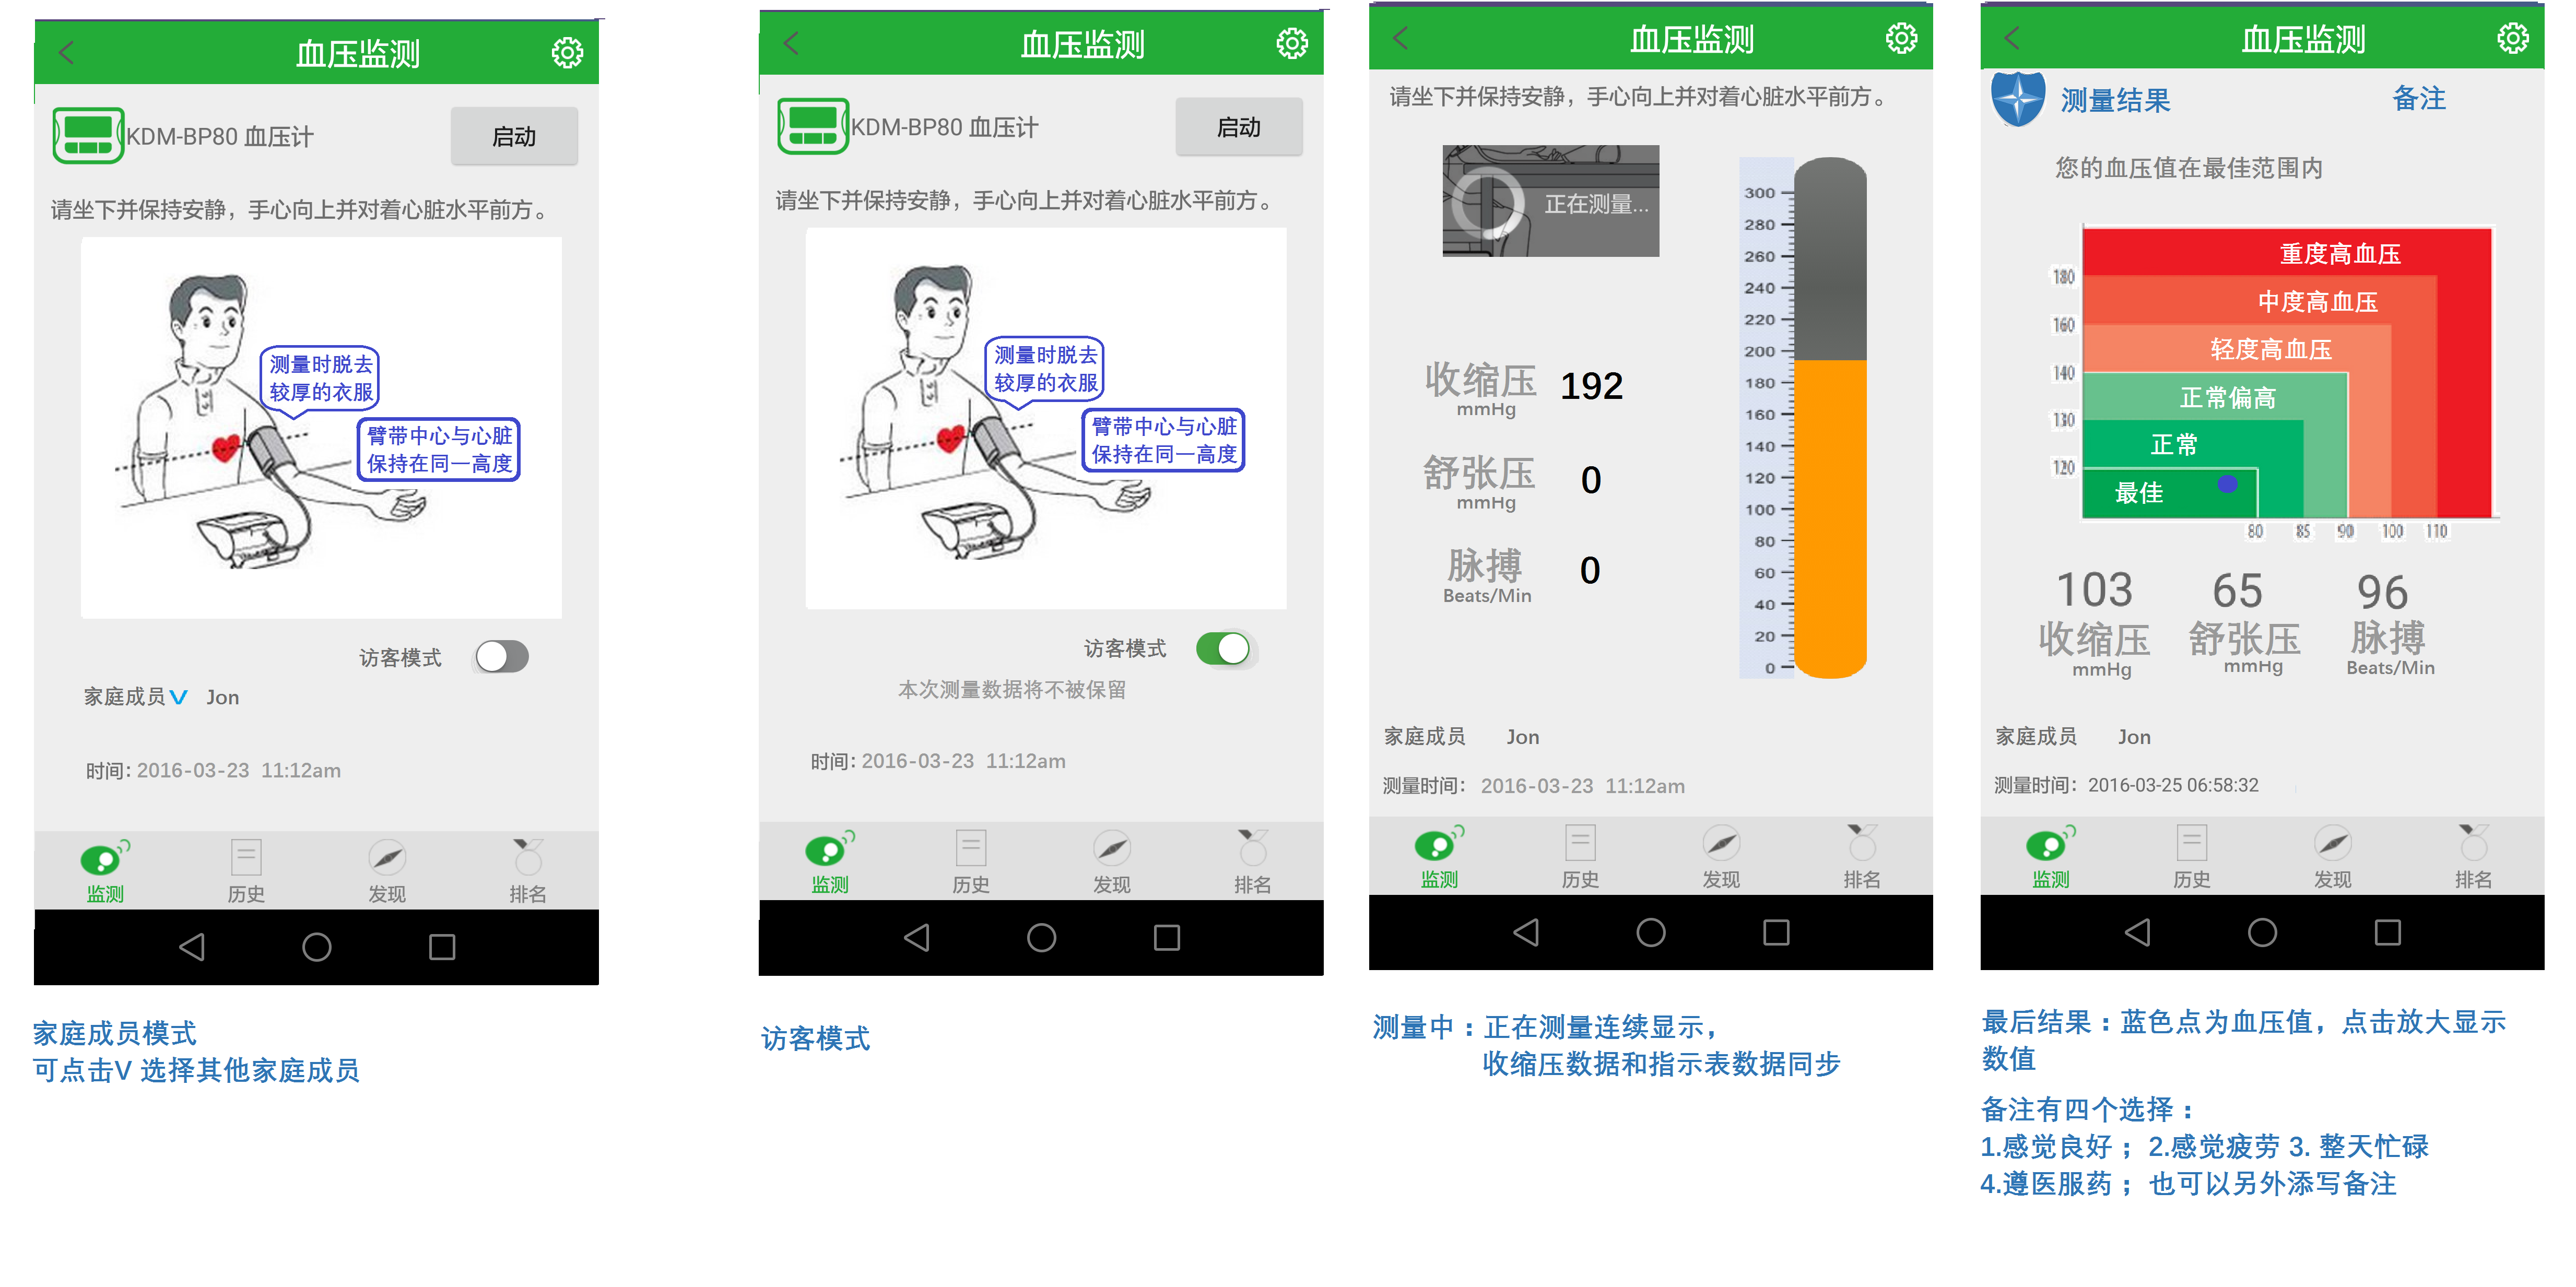 血压监测
KDM-BP80 血压计
启动
请坐下并保持安静，手心向上并对着心脏水平前方。
测量时脱去
较厚的衣服
臂带中心与心脏
保持在同一高度
访客模式
家庭成员V Jon
时间: 2016-03-23 11:12am
监测 历史 发现 排名
家庭成员模式
可点击V 选择其他家庭成员
血压监测
KDM-BP80 血压计
启动
请坐下并保持安静，手心向上并对着心脏水平前方。
测量时脱去
较厚的衣服
臂带中心与心脏
保持在同一高度
访客模式
本次测量数据将不被保留
时间: 2016-03-23 11:12am
监测 历史 发现 排名
访客模式
血压监测
请坐下并保持安静，手心向上并对着心脏水平前方。
正在测量...
300
280
260
240
220
200
180
160
140
120
100
80
60
40
20
0
收缩压 192
mmHg
舒张压 0
mmHg
脉搏 0
Beats/Min
家庭成员 Jon
测量时间： 2016-03-23 11:12am
监测 历史 发现 排名
测量中：正在测量连续显示，
收缩压数据和指示表数据同步
血压监测
测量结果 备注
您的血压值在最佳范围内
重度高血压
180
中度高血压
160
轻度高血压
140
正常偏高
130
正常
120
最佳
80 85 90 100 110
103 65 96
收缩压 舒张压 脉搏
mmHg mmHg Beats/Min
家庭成员 Jon
测量时间：2016-03-25 06:58:32
监测 历史 发现 排名
最后结果：蓝色点为血压值，点击放大显示
数值
备注有四个选择：
1.感觉良好； 2.感觉疲劳 3. 整天忙碌
4.遵医服药； 也可以另外添写备注